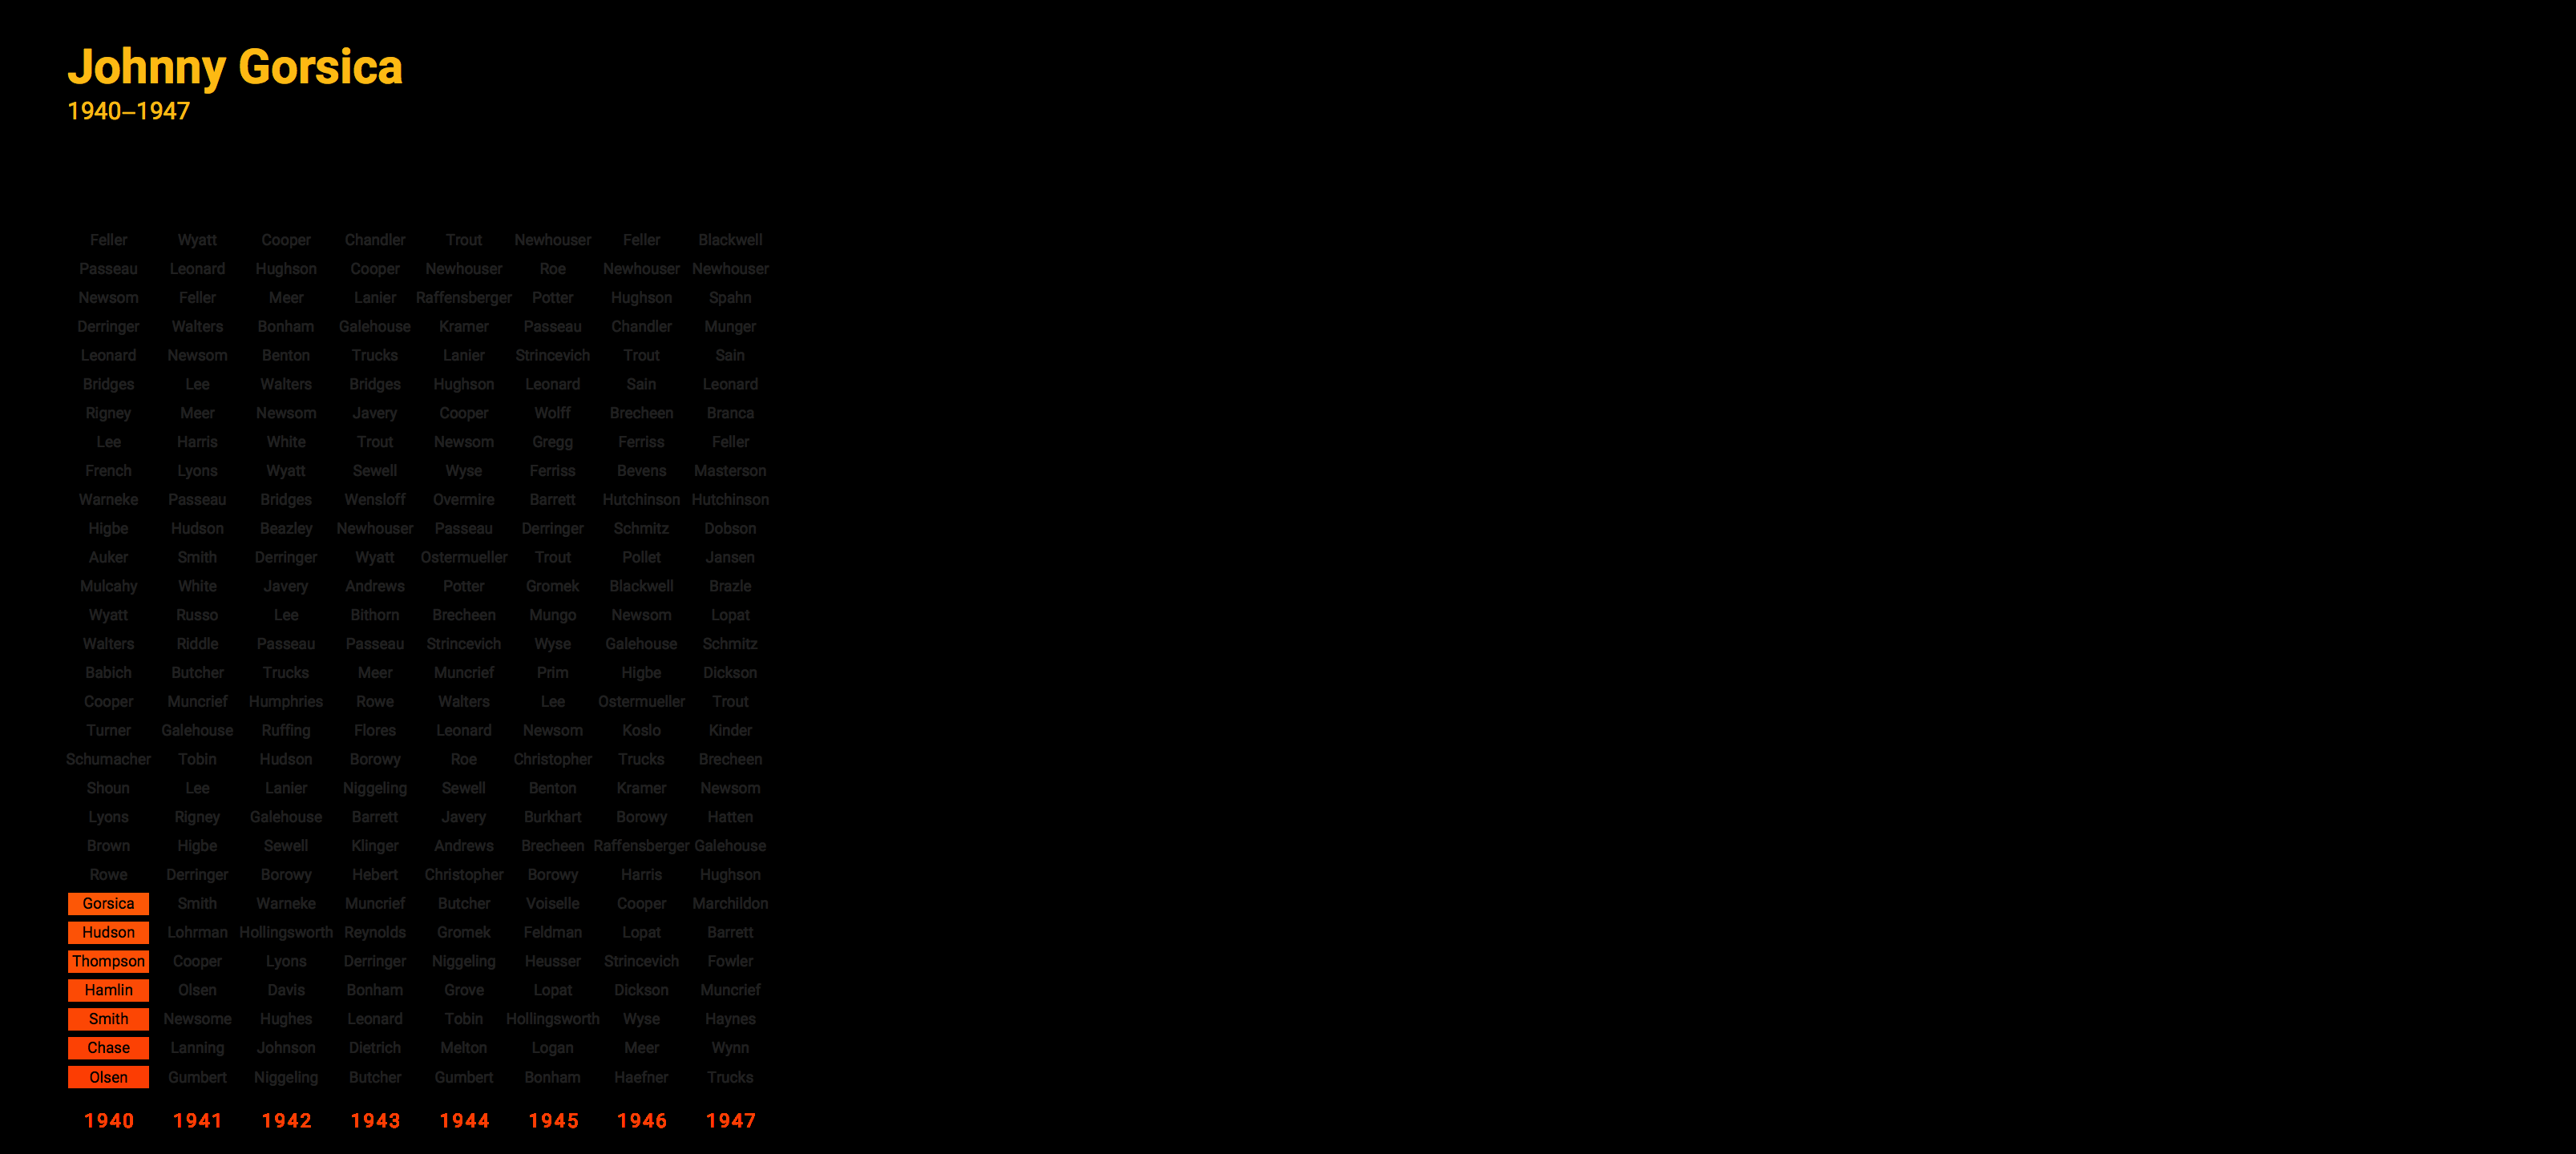 Johnny Gorsica
1940–1947
Feller Wyatt Cooper Chandler Trout Newhouser Feller Blackwell
Passeau Leonard Hughson Cooper Newhouser Roe Newhouser Newhouser
Newsom Feller Meer Lanier Raffensberger Potter Hughson Spahn
Derringer Walters Bonham Galehouse Kramer Passeau Chandler Munger
Leonard Newsom Benton Trucks Lanier Strincevich Trout Sain
Bridges Lee Walters Bridges Hughson Leonard Sain Leonard
Rigney Meer Newsom Javery Cooper Wolff Brecheen Branca
Lee Harris White Trout Newsom Gregg Ferriss Feller
French Lyons Wyatt Sewell Wyse Ferriss Bevens Masterson
Warneke Passeau Bridges Wensloff Overmire Barrett Hutchinson Hutchinson
Higbe Hudson Beazley Newhouser Passeau Derringer Schmitz Dobson
Auker Smith Derringer Wyatt Ostermueller Trout Pollet Jansen
Mulcahy White Javery Andrews Potter Gromek Blackwell Brazle
Wyatt Russo Lee Bithorn Brecheen Mungo Newsom Lopat
Walters Riddle Passeau Passeau Strincevich Wyse Galehouse Schmitz
Babich Butcher Trucks Meer Muncrief Prim Higbe Dickson
Cooper Muncrief Humphries Rowe Walters Lee Ostermueller Trout
Turner Galehouse Ruffing Flores Leonard Newsom Koslo Kinder
Schumacher Tobin Hudson Borowy Roe Christopher Trucks Brecheen
Shoun Lee Lanier Niggeling Sewell Benton Kramer Newsom
Lyons Rigney Galehouse Barrett Javery Burkhart Borowy Hatten
Brown Higbe Sewell Klinger Andrews Brecheen Raffensberger Galehouse
Rowe Derringer Borowy Hebert Christopher Borowy Harris Hughson
Gorsica Smith Warneke Muncrief Butcher Voiselle Cooper Marchildon
Hudson Lohrman Hollingsworth Reynolds Gromek Feldman Lopat Barrett
Thompson Cooper Lyons Derringer Niggeling Heusser Strincevich Fowler
Hamlin Olsen Davis Bonham Grove Lopat Dickson Muncrief
Smith Newsome Hughes Leonard Tobin Hollingsworth Wyse Haynes
Chase Lanning Johnson Dietrich Melton Logan Meer Wynn
Olsen Gumbert Niggeling Butcher Gumbert Bonham Haefner Trucks
1940 1941 1942 1943 1944 1945 1946 1947